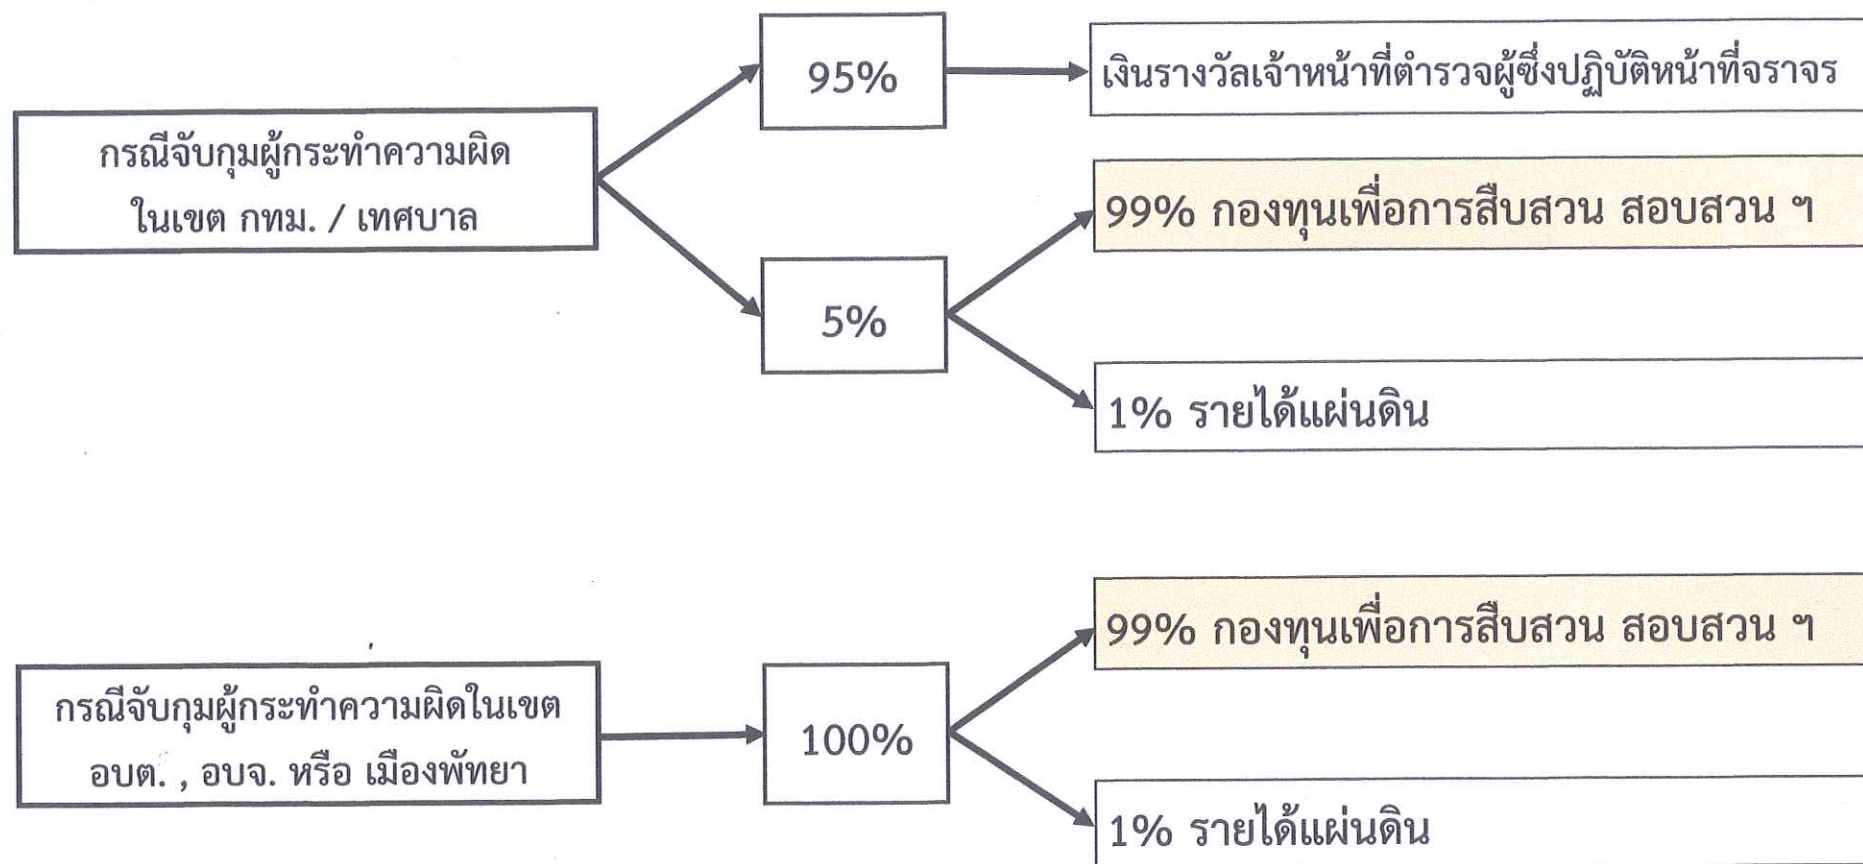 กรณีจับกุมผู้กระทำความผิด
ในเขต กทม. / เทศบาล
95%
เงินรางวัลเจ้าหน้าที่ตำรวจผู้ซึ่งปฏิบัติหน้าที่จราจร
5%
99% กองทุนเพื่อการสืบสวน สอบสวน ฯ
1% รายได้แผ่นดิน
กรณีจับกุมผู้กระทำความผิดในเขต
อบต. , อบจ. หรือ เมืองพัทยา
100%
99% กองทุนเพื่อการสืบสวน สอบสวน ฯ
1% รายได้แผ่นดิน